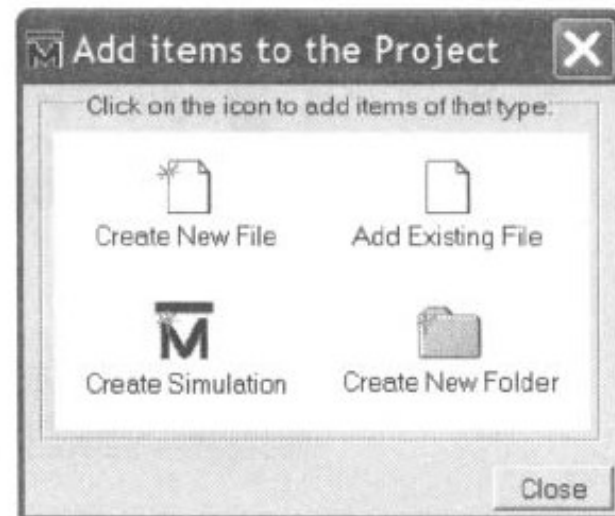 Add items to the Project
Click on the icon to add items of that type:
Create New File
Add Existing File
Create Simulation
Create New Folder
Close